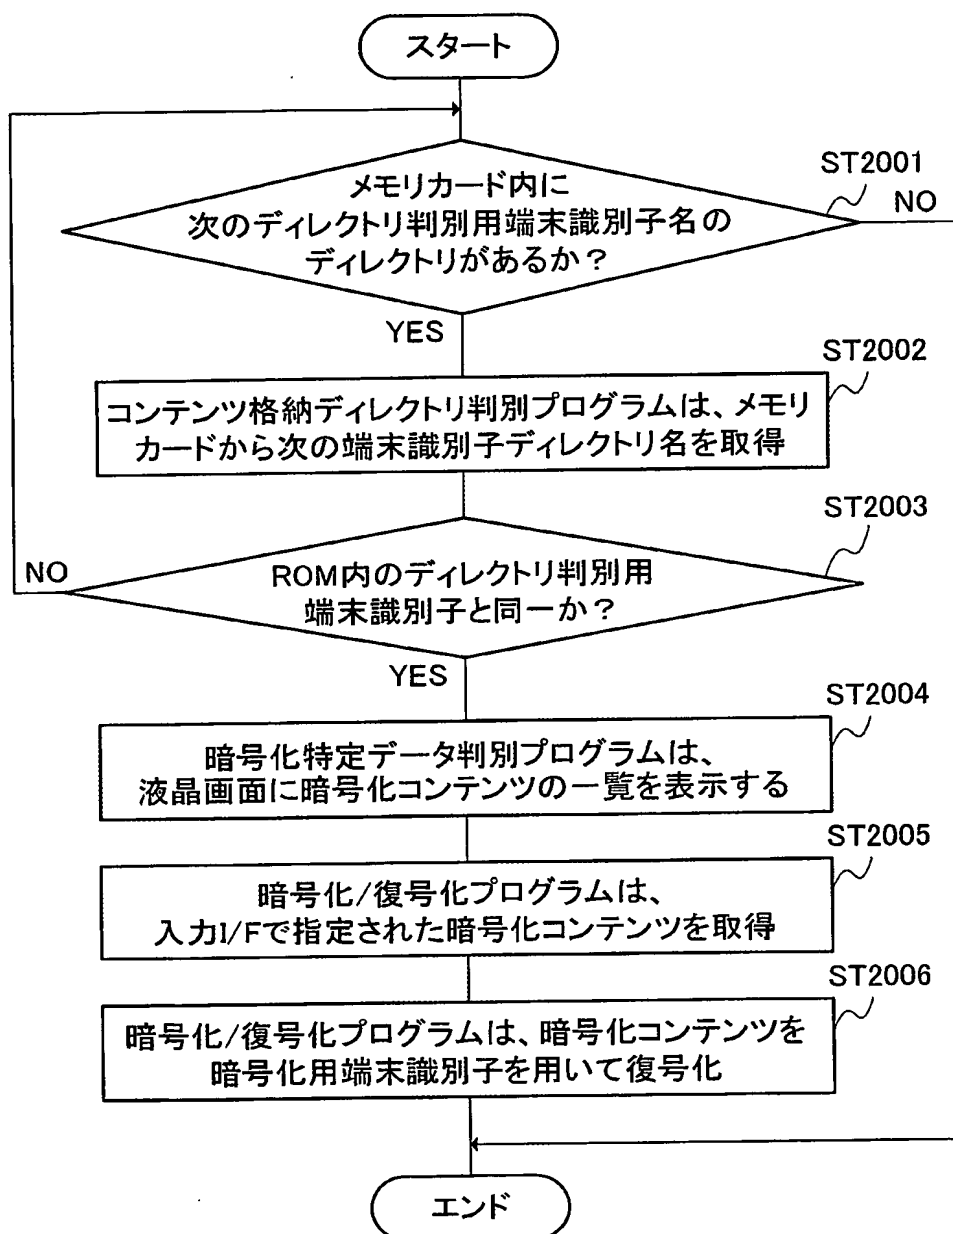 スタート
ST2001
メモリカード内に
次のディレクトリ判別用端末識別子名の
ディレクトリがあるか？
NO
YES
ST2002
コンテンツ格納ディレクトリ判別プログラムは、メモリ
カードから次の端末識別子ディレクトリ名を取得
ST2003
NO
ROM内のディレクトリ判別用
端末識別子と同一か？
YES
ST2004
暗号化特定データ判別プログラムは、
液晶画面に暗号化コンテンツの一覧を表示する
ST2005
暗号化/復号化プログラムは、
入力I/Fで指定された暗号化コンテンツを取得
ST2006
暗号化/復号化プログラムは、暗号化コンテンツを
暗号化用端末識別子を用いて復号化
エンド